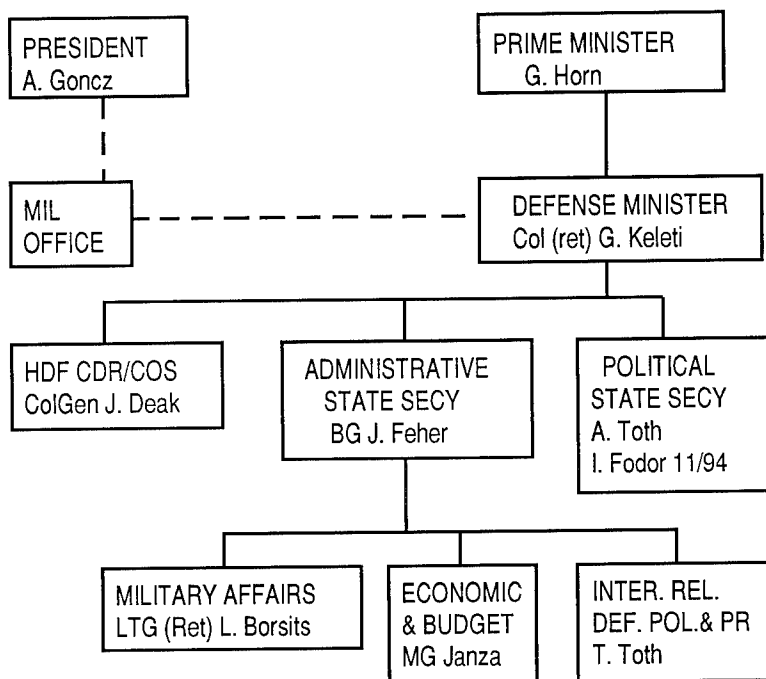 PRESIDENT
A. Goncz
PRIME MINISTER
G. Horn
MIL
OFFICE
DEFENSE MINISTER
Col (ret) G. Keleti
HDF CDR/COS
ColGen J. Deak
ADMINISTRATIVE
STATE SECY
BG J. Feher
POLITICAL
STATE SECY
A. Toth
I. Fodor 11/94
MILITARY AFFAIRS
LTG (Ret) L. Borsits
ECONOMIC
& BUDGET
MG Janza
INTER. REL.
DEF. POL.& PR
T. Toth